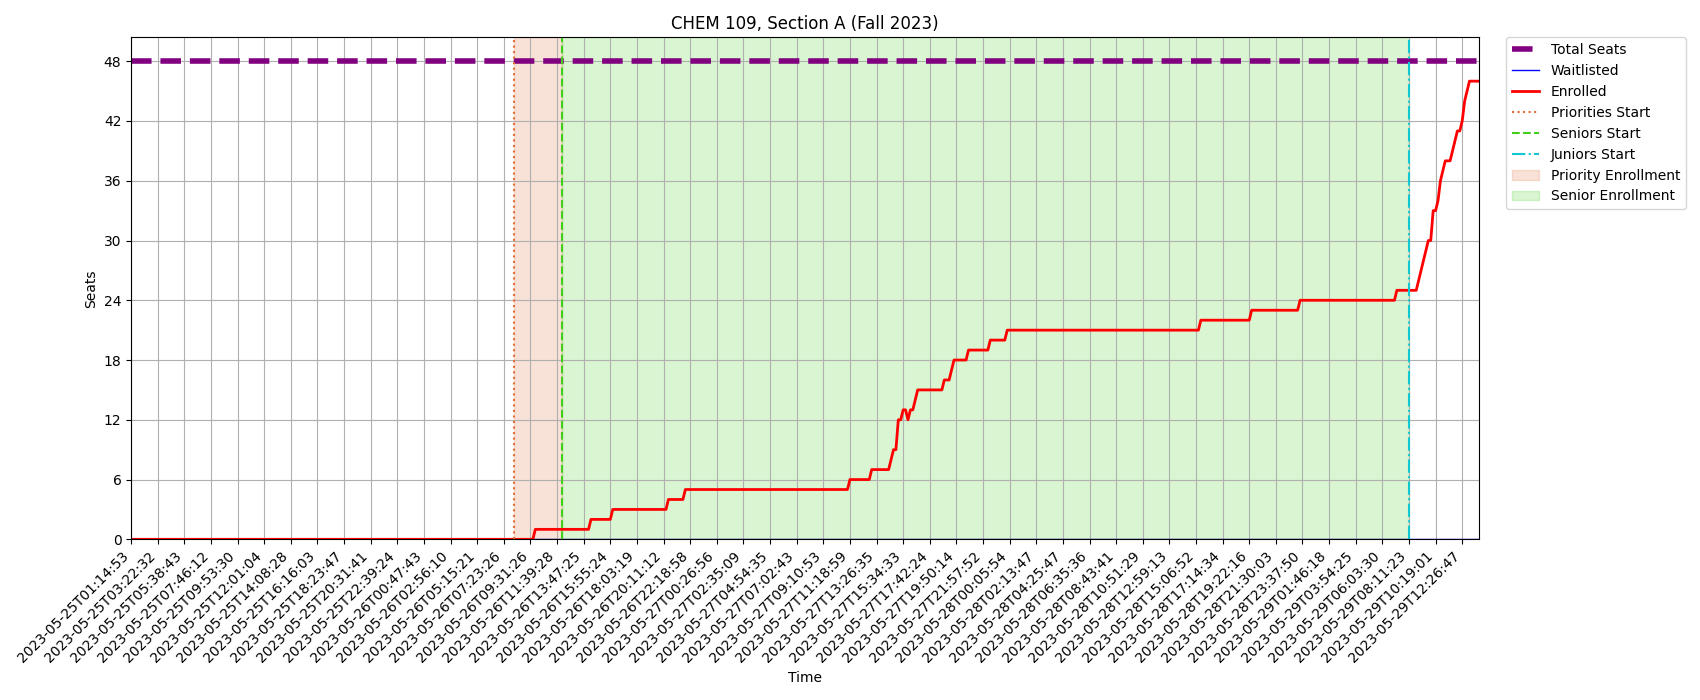 CHEM 109, Section A (Fall 2023)
Total Seats
Waitlisted
Enrolled
Priorities Start
Seniors Start
Juniors Start
Priority Enrollment
Senior Enrollment
48
42
36
30
24
18
12
6
0
Seats
2023-05-25T01:14:53
2023-05-25T03:22:32
2023-05-25T05:38:43
2023-05-25T07:46:12
2023-05-25T09:53:30
2023-05-25T12:01:04
2023-05-25T14:08:28
2023-05-25T16:16:03
2023-05-25T18:23:47
2023-05-25T20:31:41
2023-05-25T22:39:24
2023-05-26T00:47:43
2023-05-26T02:56:10
2023-05-26T05:15:21
2023-05-26T07:23:26
2023-05-26T09:31:26
2023-05-26T11:39:28
2023-05-26T13:47:25
2023-05-26T15:55:24
2023-05-26T18:03:19
2023-05-26T20:11:12
2023-05-26T22:18:58
2023-05-27T00:26:56
2023-05-27T02:35:09
2023-05-27T04:54:35
2023-05-27T07:02:43
2023-05-27T09:10:53
2023-05-27T11:18:59
2023-05-27T13:26:35
2023-05-27T15:34:33
2023-05-27T17:42:24
2023-05-27T19:50:14
2023-05-27T21:57:52
2023-05-28T00:05:54
2023-05-28T02:13:47
2023-05-28T04:25:47
2023-05-28T06:35:36
2023-05-28T08:43:41
2023-05-28T10:51:29
2023-05-28T12:59:13
2023-05-28T15:06:52
2023-05-28T17:14:34
2023-05-28T19:22:16
2023-05-28T21:30:03
2023-05-28T23:37:50
2023-05-29T01:46:18
2023-05-29T03:54:25
2023-05-29T06:03:30
2023-05-29T08:11:23
2023-05-29T10:19:01
2023-05-29T12:26:47
Time